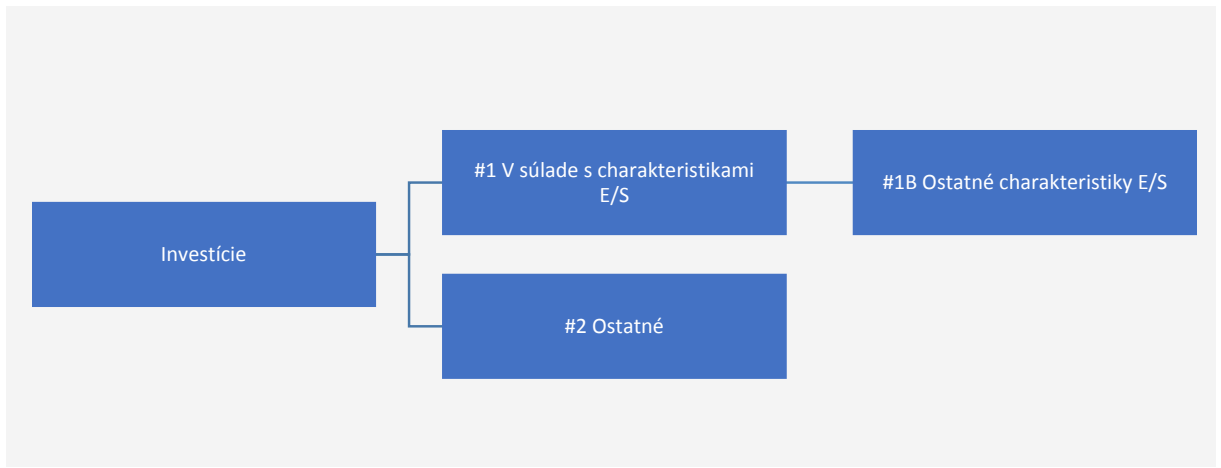 #1 V súlade s charakteristikami
E/S
#1B Ostatné charakteristiky E/S
Investície
#2 Ostatné